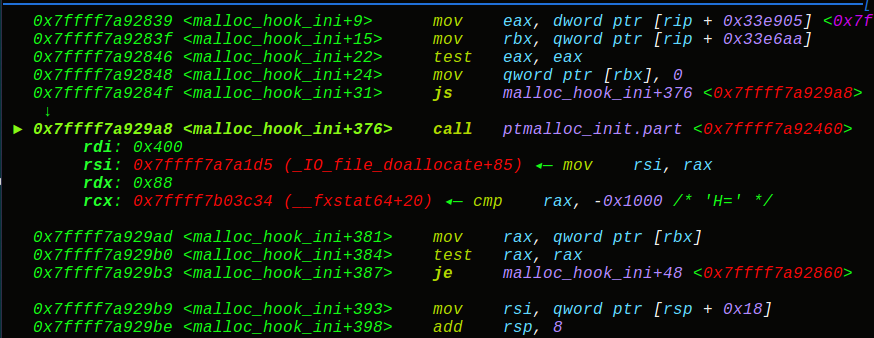 0x7ffff7a92839 <malloc_hook_ini+9> mov eax, dword ptr [rip + 0x33e905] <0x7f
0x7ffff7a9283f <malloc_hook_ini+15> mov rbx, qword ptr [rip + 0x33e6aa]
0x7ffff7a92846 <malloc_hook_ini+22> test eax, eax
0x7ffff7a92848 <malloc_hook_ini+24> mov qword ptr [rbx], 0
0x7ffff7a9284f <malloc_hook_ini+31> js malloc_hook_ini+376 <0x7ffff7a929a8>
↓
► 0x7ffff7a929a8 <malloc_hook_ini+376> call ptmalloc_init.part <0x7ffff7a92460>
rdi: 0x400
rsi: 0x7ffff7a7a1d5 (_IO_file_doallocate+85) ◂— mov rsi, rax
rdx: 0x88
rcx: 0x7ffff7b03c34 (__fxstat64+20) ◂— cmp rax, -0x1000 /* 'H=' */
0x7ffff7a929ad <malloc_hook_ini+381> mov rax, qword ptr [rbx]
0x7ffff7a929b0 <malloc_hook_ini+384> test rax, rax
0x7ffff7a929b3 <malloc_hook_ini+387> je malloc_hook_ini+48 <0x7ffff7a92860>
0x7ffff7a929b9 <malloc_hook_ini+393> mov rsi, qword ptr [rsp + 0x18]
0x7ffff7a929be <malloc_hook_ini+398> add rsp, 8